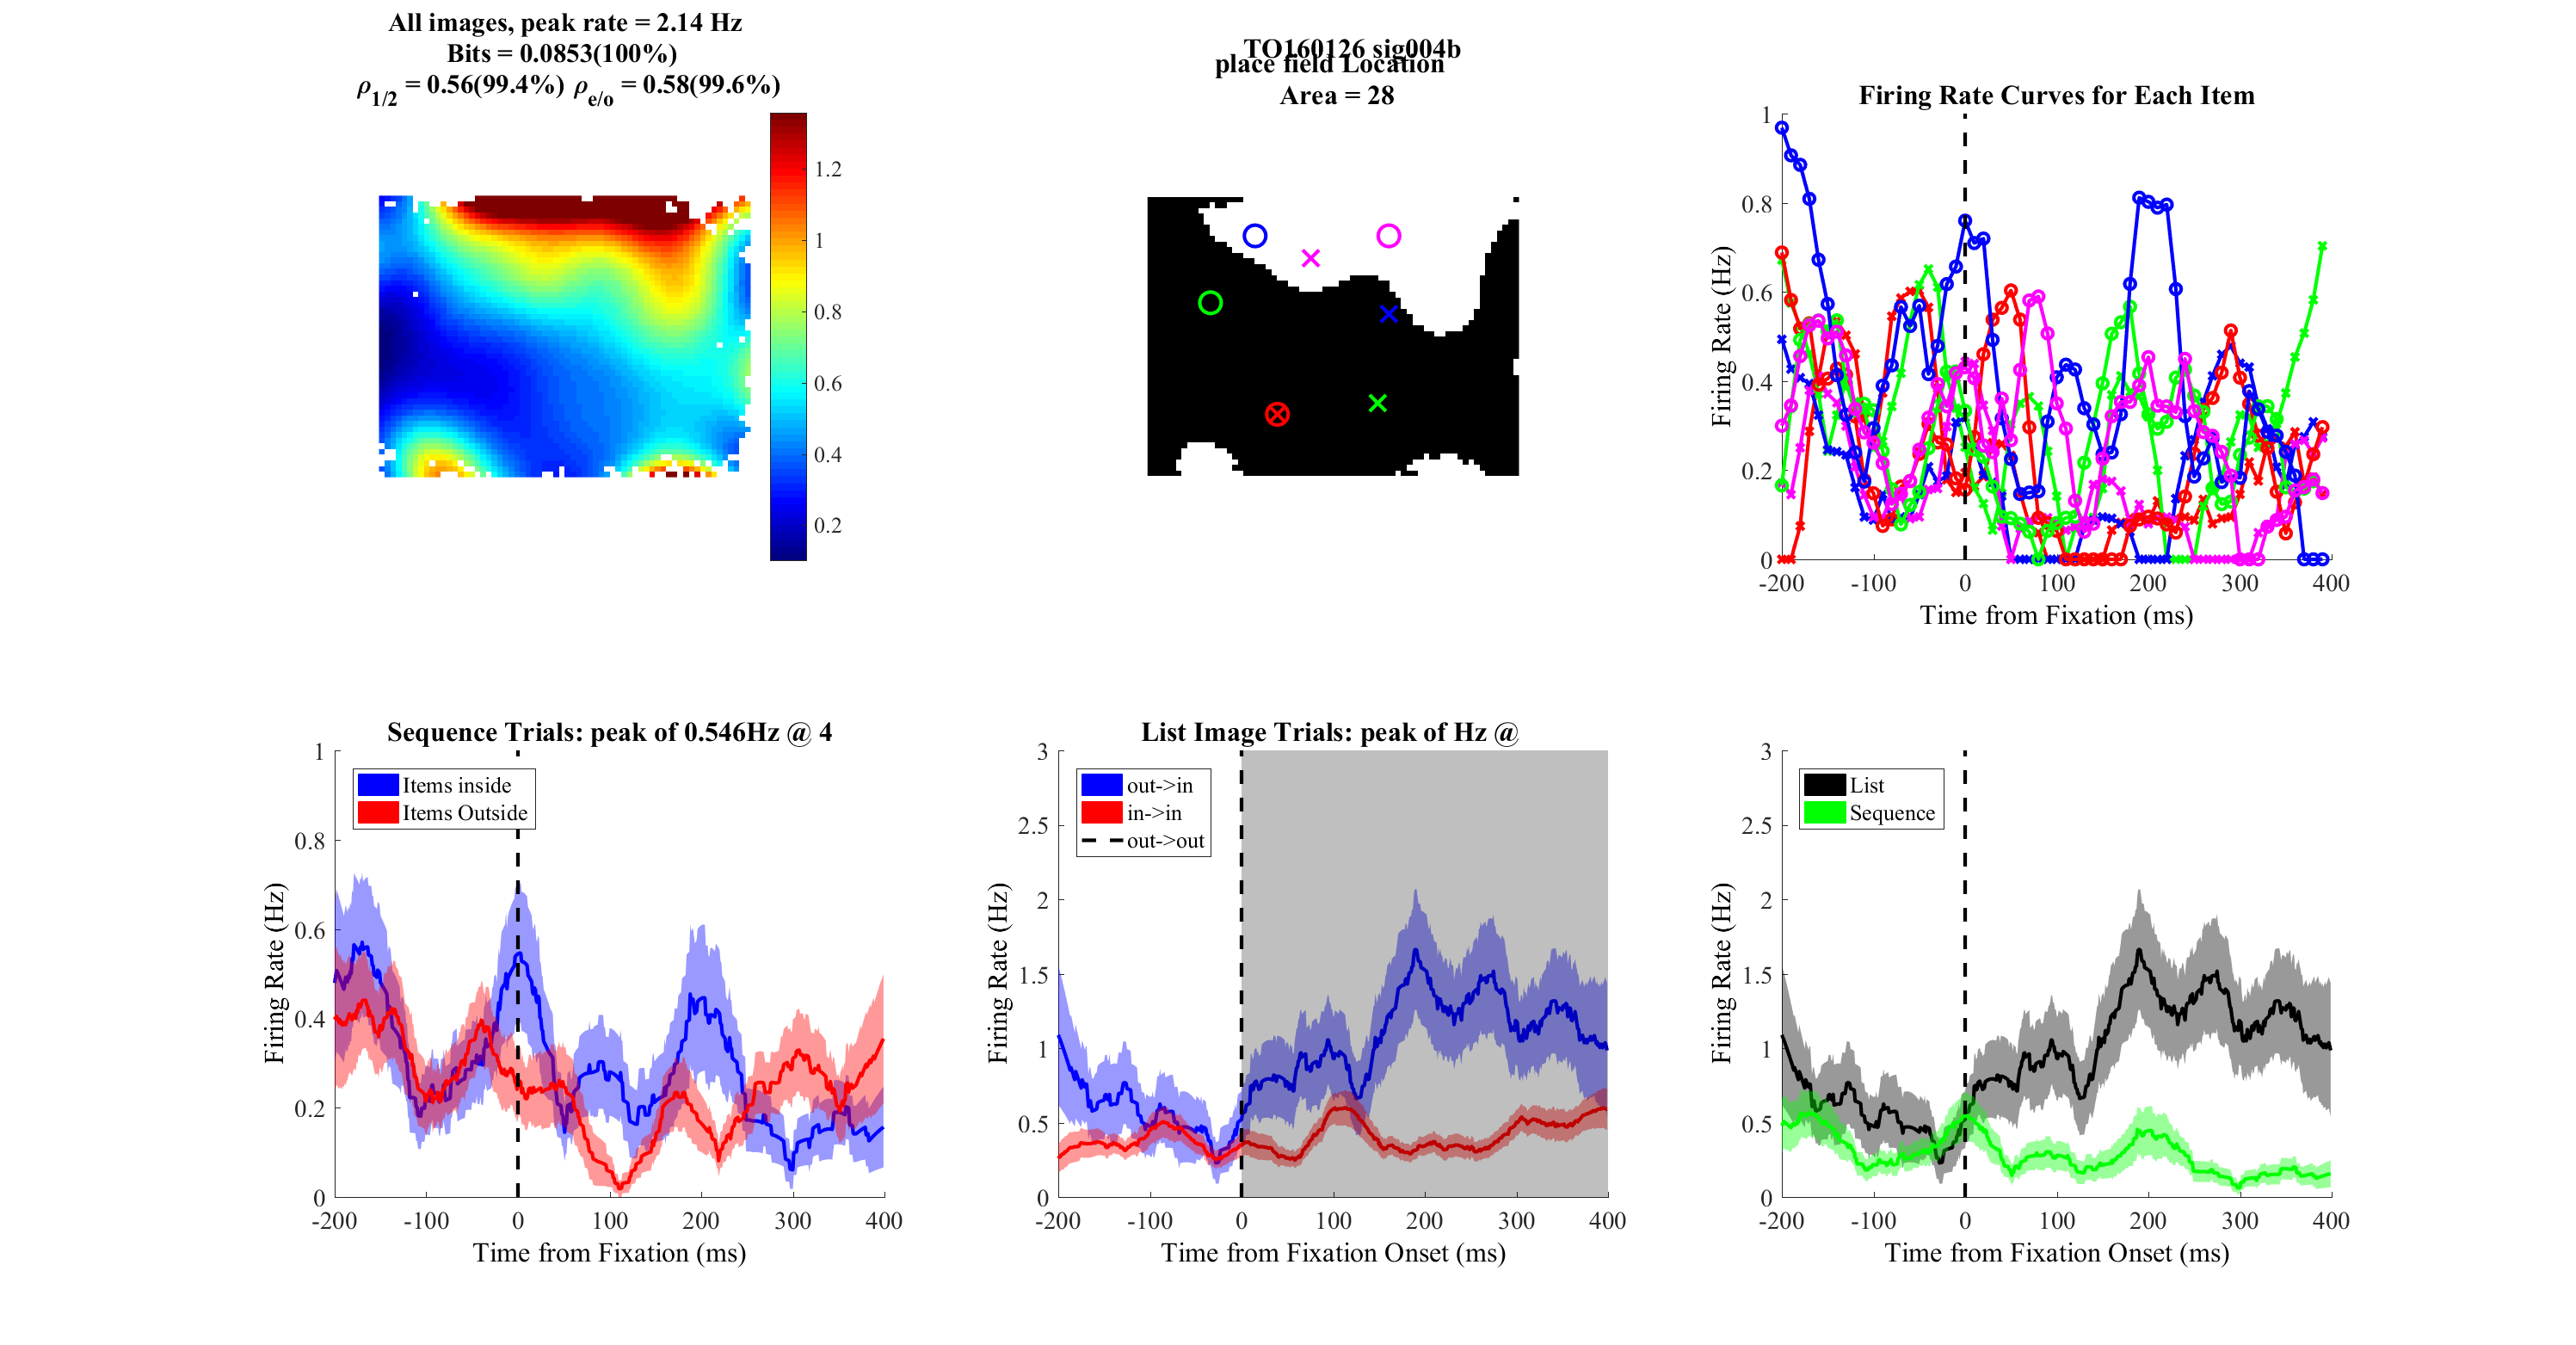 All images, peak rate = 2.14 Hz
Bits = 0.0853(100%)
ρ1/2 = 0.56(99.4%) ρe/o = 0.58(99.6%)
1.2
1
0.8
0.6
0.4
0.2
TO160126 sig004b
place field Location
Area = 28
Firing Rate Curves for Each Item
Firing Rate (Hz)
1
0.8
0.6
0.4
0.2
0
-200 -100 0 100 200 300 400
Time from Fixation (ms)
Sequence Trials: peak of 0.546Hz @ 4
Items inside
Items Outside
Firing Rate (Hz)
1
0.8
0.6
0.4
0.2
0
-200 -100 0 100 200 300 400
Time from Fixation (ms)
List Image Trials: peak of Hz @
out->in
in->in
out->out
Firing Rate (Hz)
3
2.5
2
1.5
1
0.5
0
-200 -100 0 100 200 300 400
Time from Fixation Onset (ms)
List
Sequence
Firing Rate (Hz)
3
2.5
2
1.5
1
0.5
0
-200 -100 0 100 200 300 400
Time from Fixation Onset (ms)